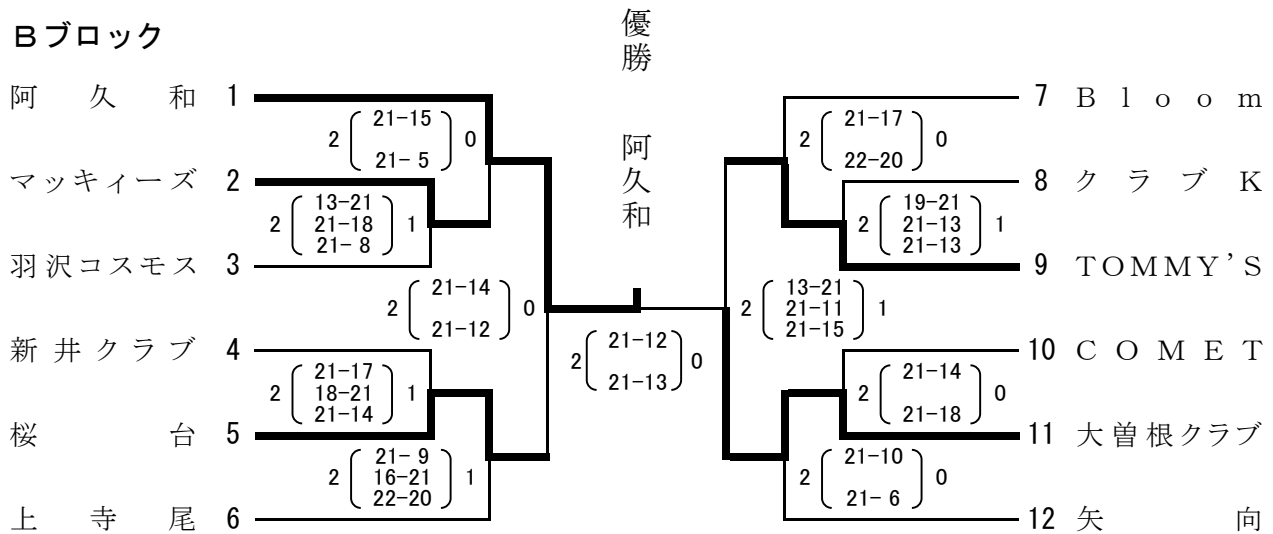 Bブロック
優勝 阿久和
阿久和 1
2 21-15 0
21- 5
マッキィーズ 2
2 13-21 1
21-18
21- 8
羽沢コスモス 3
2 21-14 0
21-12
新井クラブ 4
2 21-17 1
18-21
21-14
桜台 5
2 21- 9 1
16-21
22-20
上寺尾 6
2 21-12 0
21-13
7 Bloom
2 21-17 0
22-20
8 クラブK
2 19-21 1
21-13
21-13
9 TOMMY'S
2 13-21 1
21-11
21-15
10 COMET
2 21-14 0
21-18
11 大曽根クラブ
2 21-10 0
21- 6
12 矢向